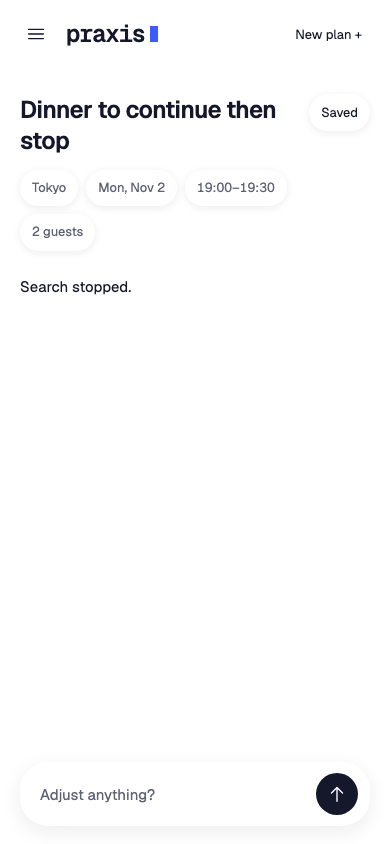 praxis
New plan +
Dinner to continue then
stop
Saved
Tokyo
Mon, Nov 2
19:00–19:30
2 guests
Search stopped.
Adjust anything?